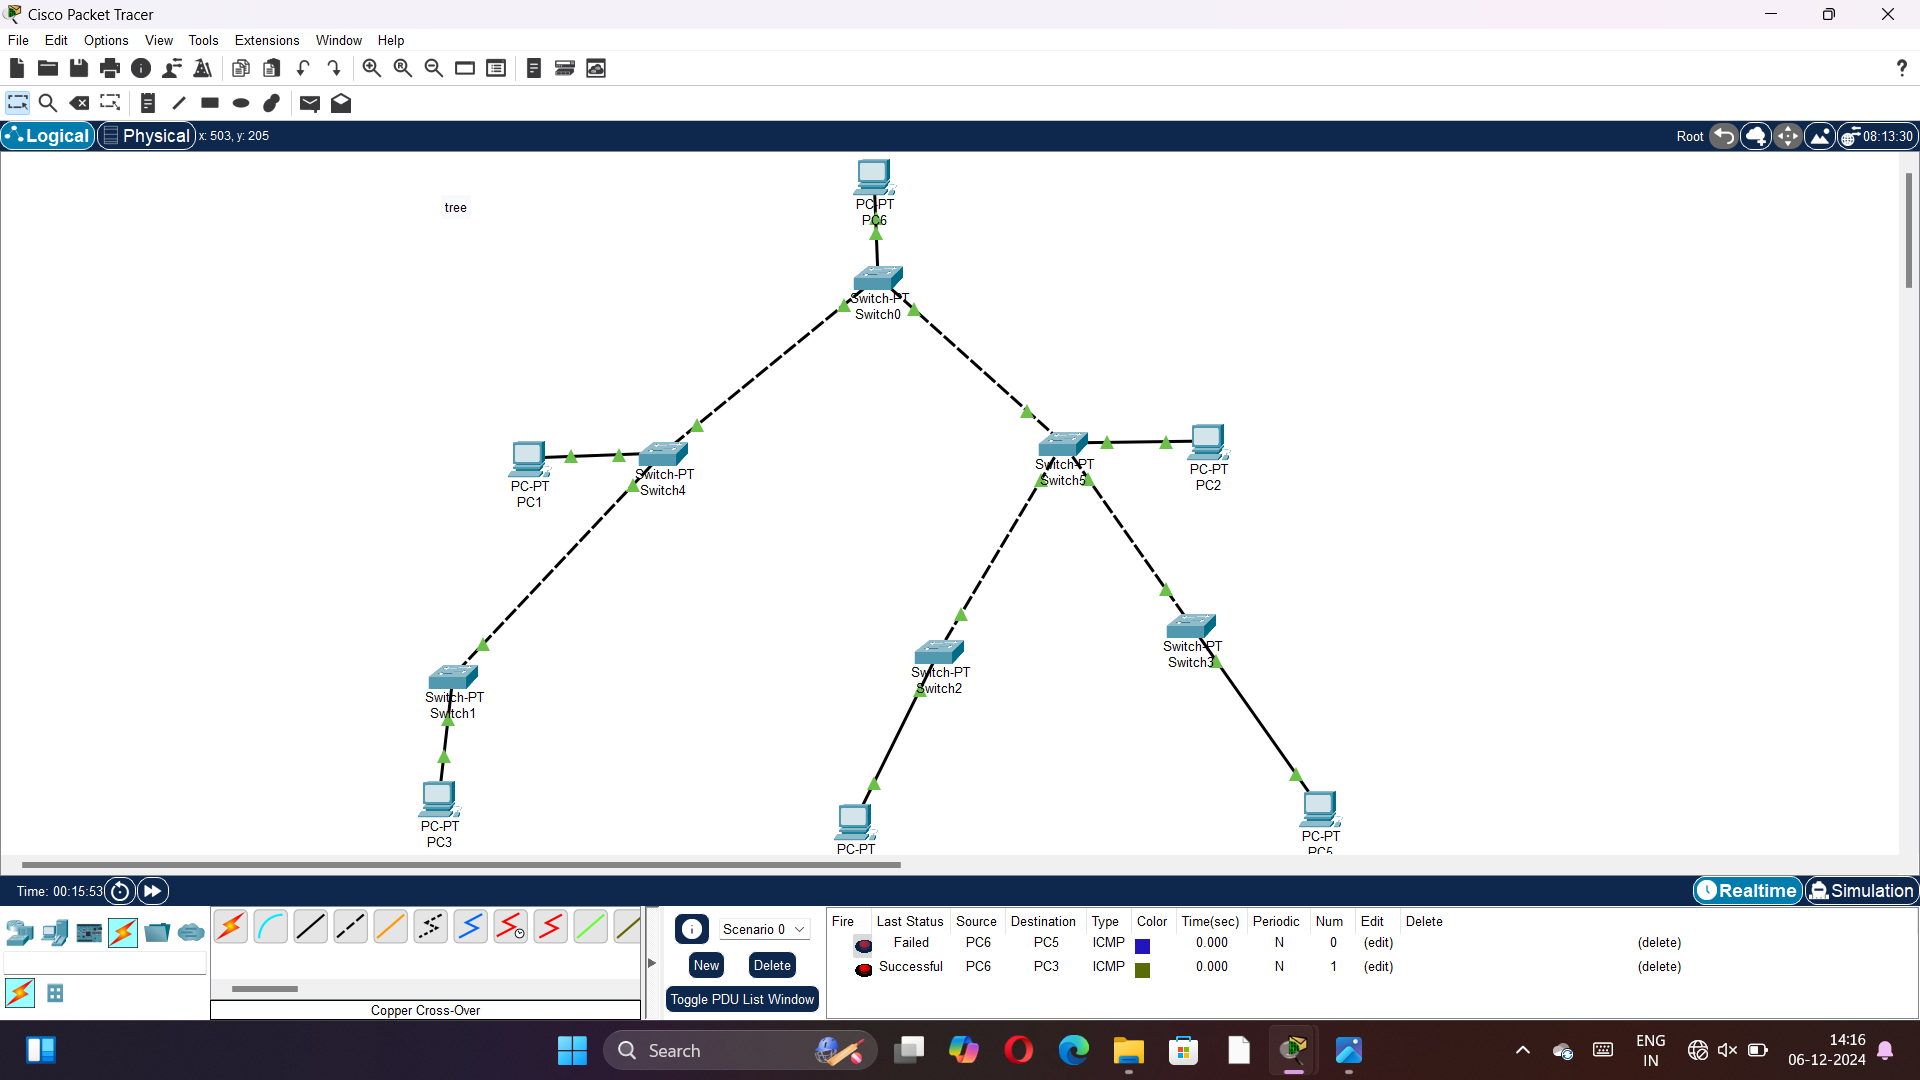 Cisco Packet Tracer
File Edit Options View Tools Extensions Window Help
?
Logical Physical x: 503, y: 205 Root 08:13:30
tree
PC-PT
PC6
Switch-PT
Switch0
PC-PT
PC1
Switch-PT
Switch4
Switch-PT
Switch5
PC-PT
PC2
Switch-PT
Switch1
Switch-PT
Switch2
Switch-PT
Switch3
PC-PT
PC3
PC-PT
PC-PT
PC5
Time: 00:15:53 Realtime Simulation
Scenario 0
New Delete
Toggle PDU List Window
Copper Cross-Over
Fire Last Status Source Destination Type Color Time(sec) Periodic Num Edit Delete
Failed PC6 PC5 ICMP 0.000 N 0 (edit) (delete)
Successful PC6 PC3 ICMP 0.000 N 1 (edit) (delete)
Search
ENG
IN
14:16
06-12-2024